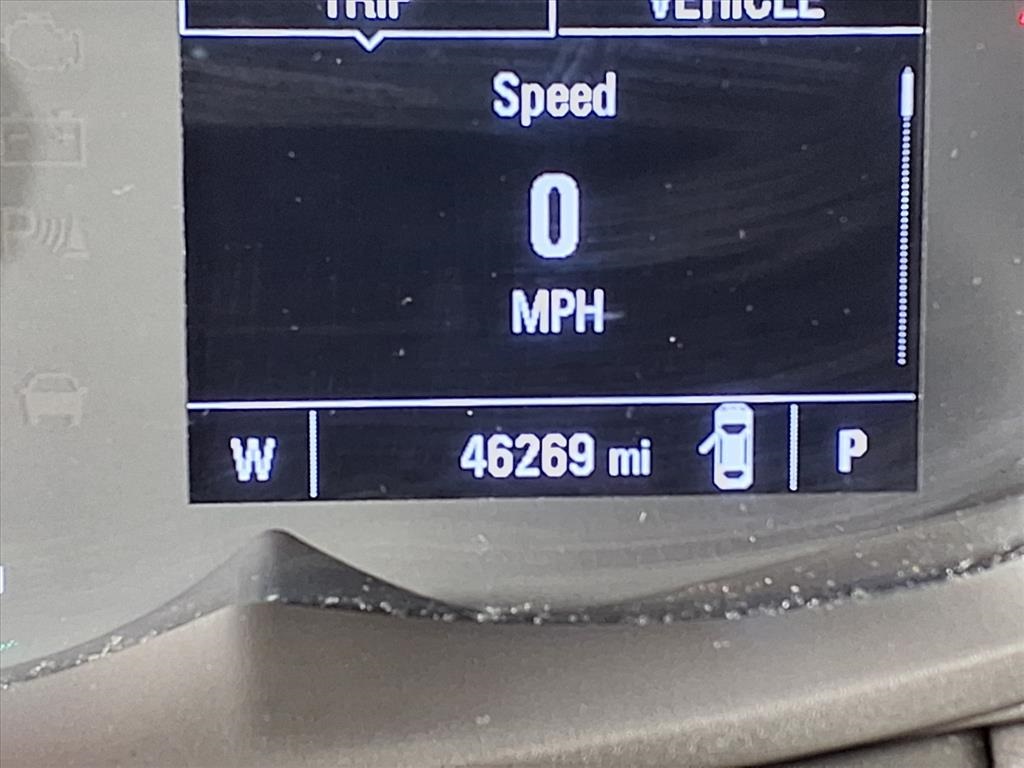 TRIP VEHICLE
Speed
0
MPH
W 46269 mi P